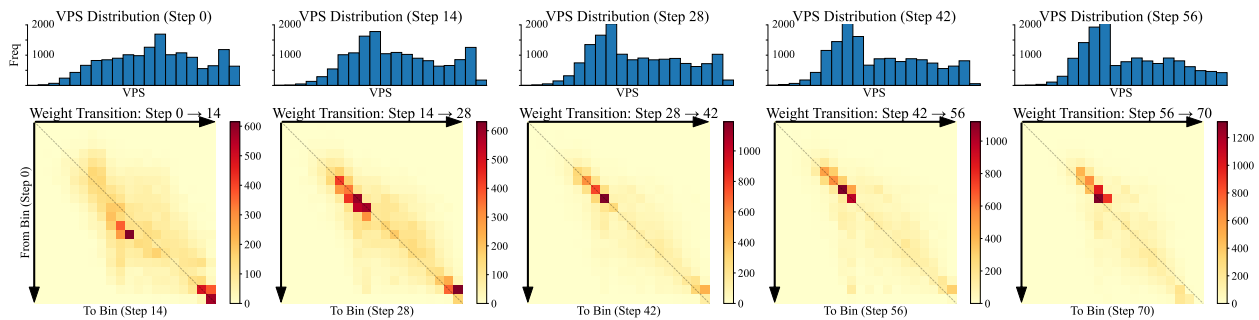 VPS Distribution (Step 0)
2000
1000
Freq
VPS
VPS Distribution (Step 14)
2000
1000
VPS
VPS Distribution (Step 28)
2000
1000
VPS
VPS Distribution (Step 42)
2000
1000
VPS
VPS Distribution (Step 56)
2000
1000
VPS
Weight Transition: Step 0 → 14
From Bin (Step 0)
To Bin (Step 14)
600
500
400
300
200
100
0
Weight Transition: Step 14 → 28
To Bin (Step 28)
600
500
400
300
200
100
0
Weight Transition: Step 28 → 42
To Bin (Step 42)
1000
800
600
400
200
0
Weight Transition: Step 42 → 56
To Bin (Step 56)
1000
800
600
400
200
0
Weight Transition: Step 56 → 70
To Bin (Step 70)
1200
1000
800
600
400
200
0